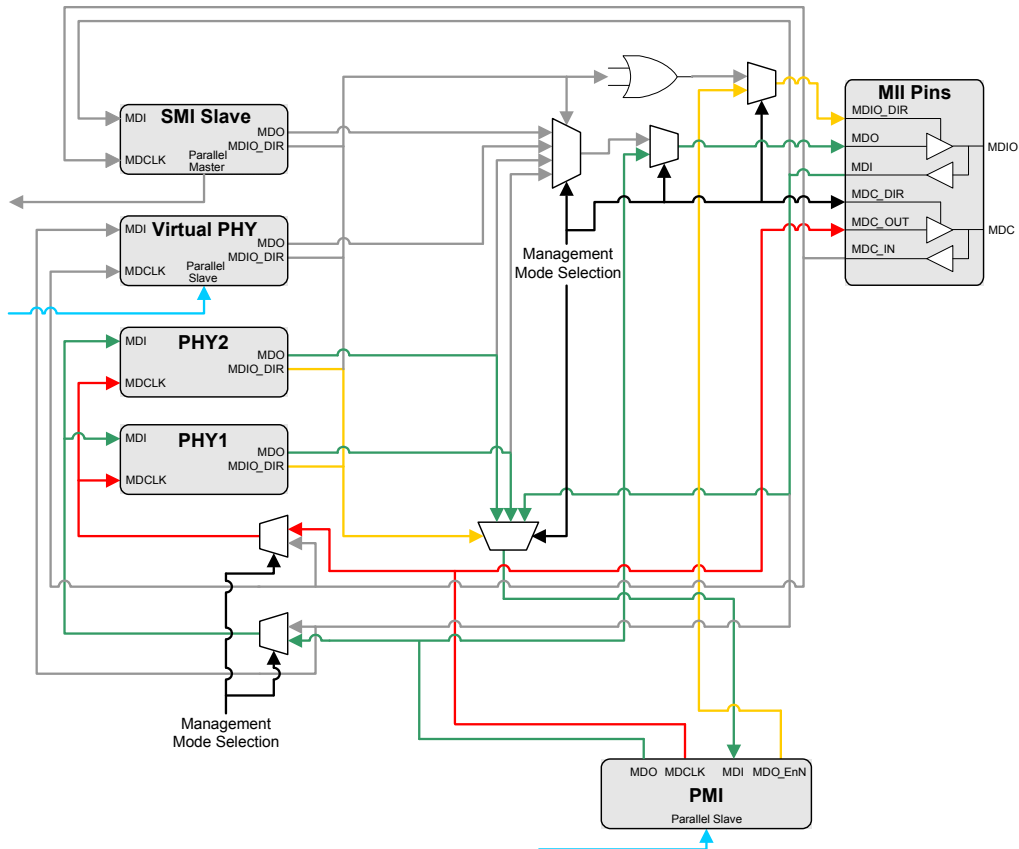 SMI Slave
MDI
MDO
MDIO_DIR
MDCLK
Parallel
Master
MII Pins
MDIO_DIR
MDO
MDIO
MDI
MDC_DIR
MDC_OUT
MDC
MDC_IN
Virtual PHY
MDI
MDO
MDIO_DIR
MDCLK
Parallel
Slave
Management
Mode Selection
PHY2
MDI
MDO
MDIO_DIR
MDCLK
PHY1
MDI
MDO
MDIO_DIR
MDCLK
Management
Mode Selection
MDO MDCLK MDI MDO_EnN
PMI
Parallel Slave